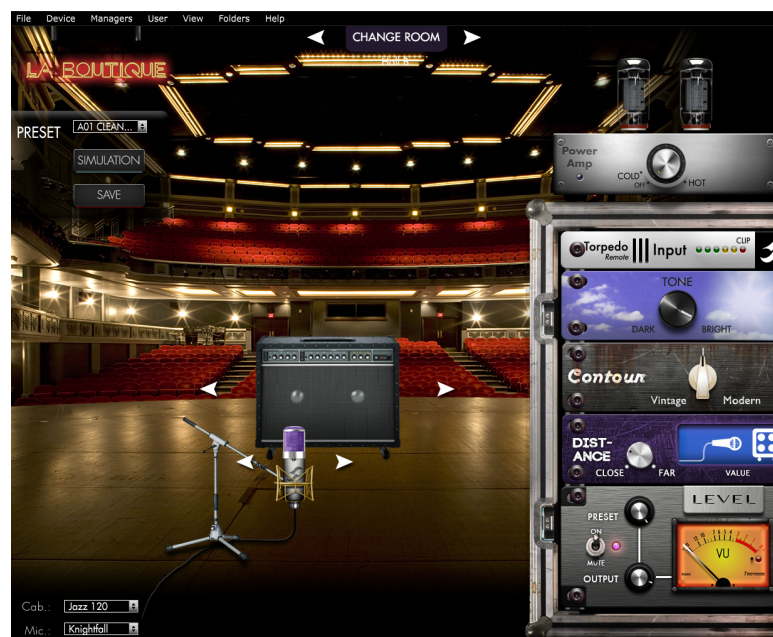 File Device Managers User View Folders Help
CHANGE ROOM
Hall A
LA BOUTIQUE
PRESET A01 CLEAN...
SIMULATION
SAVE
Power
Amp
COLD
OFF
HOT
Torpedo
Remote
Input
CLIP
TONE
DARK BRIGHT
Contour
Vintage Modern
DIST-
ANCE
CLOSE FAR
VALUE
LEVEL
PRESET
ON
MUTE
OUTPUT
VU
Cab.: Jazz 120
Mic.: Knightfall